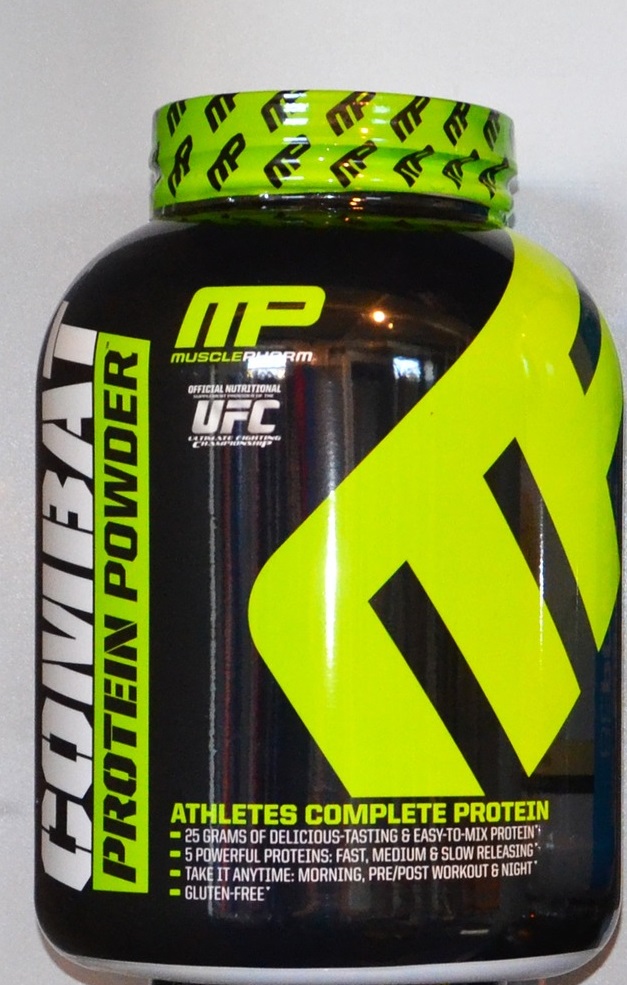 MP
MUSCLEPHARM
OFFICIAL NUTRITIONAL
SUPPLEMENT PROVIDER OF THE
UFC
ULTIMATE FIGHTING
CHAMPIONSHIP
COMBAT
PROTEIN POWDER™
ATHLETES COMPLETE PROTEIN
25 GRAMS OF DELICIOUS-TASTING & EASY-TO-MIX PROTEIN*†
5 POWERFUL PROTEINS: FAST, MEDIUM & SLOW RELEASING*
TAKE IT ANYTIME: MORNING, PRE/POST WORKOUT & NIGHT*
GLUTEN-FREE*